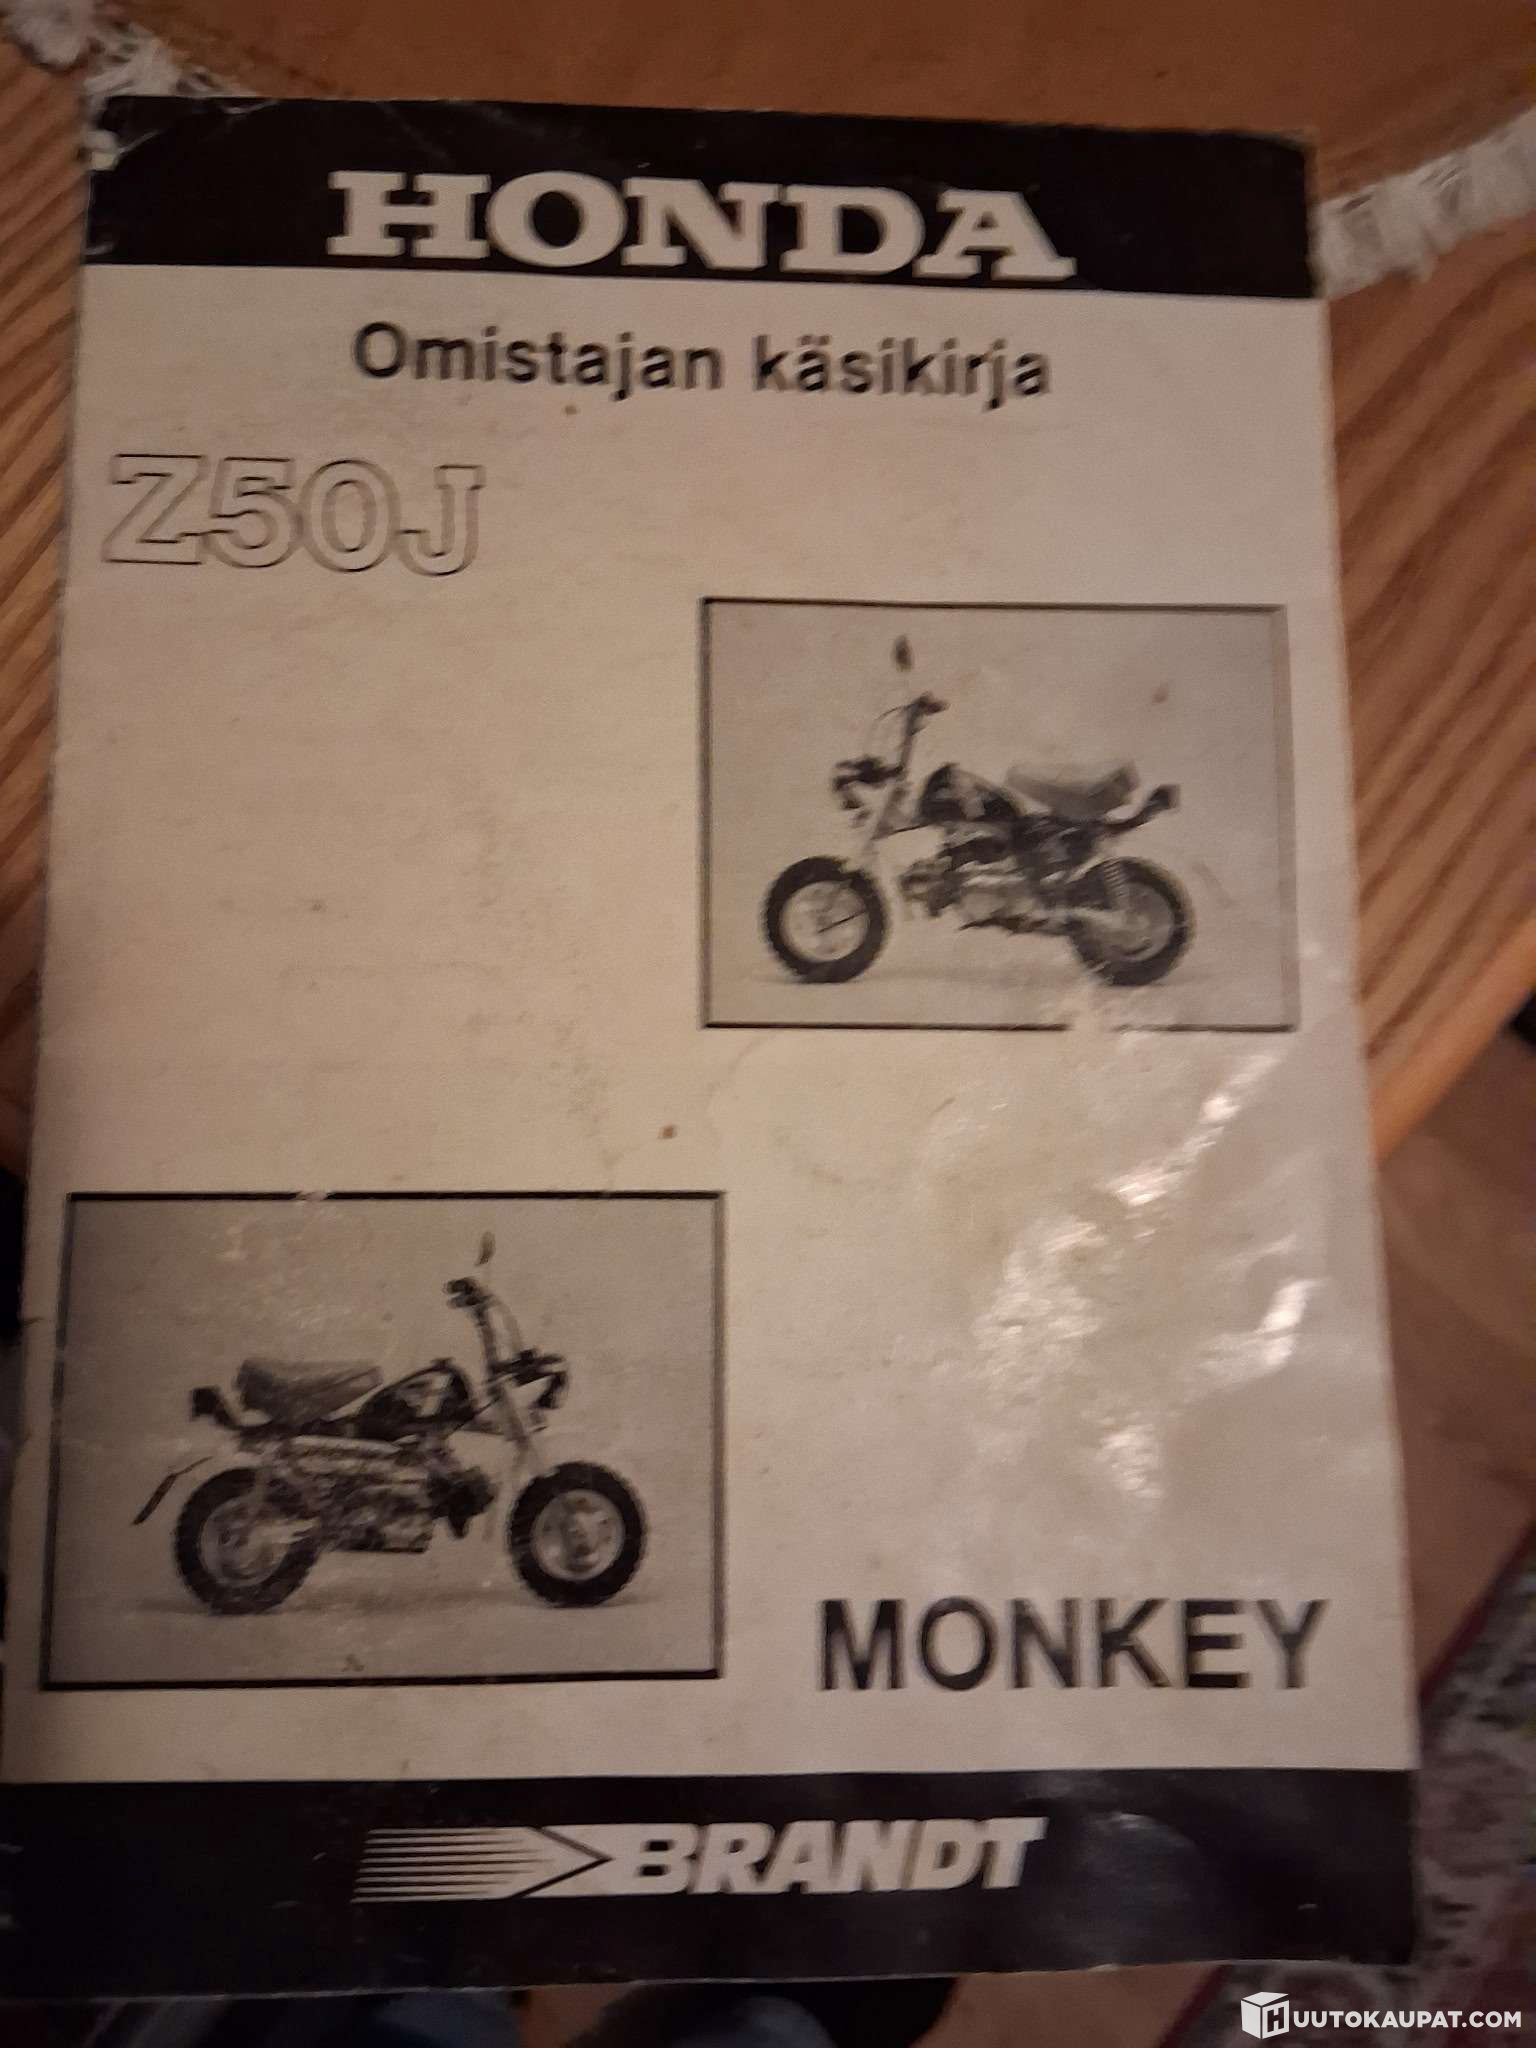 HONDA
Omistajan käsikirja
Z50J
MONKEY
BRANDT
HUUTOKAUPAT.COM